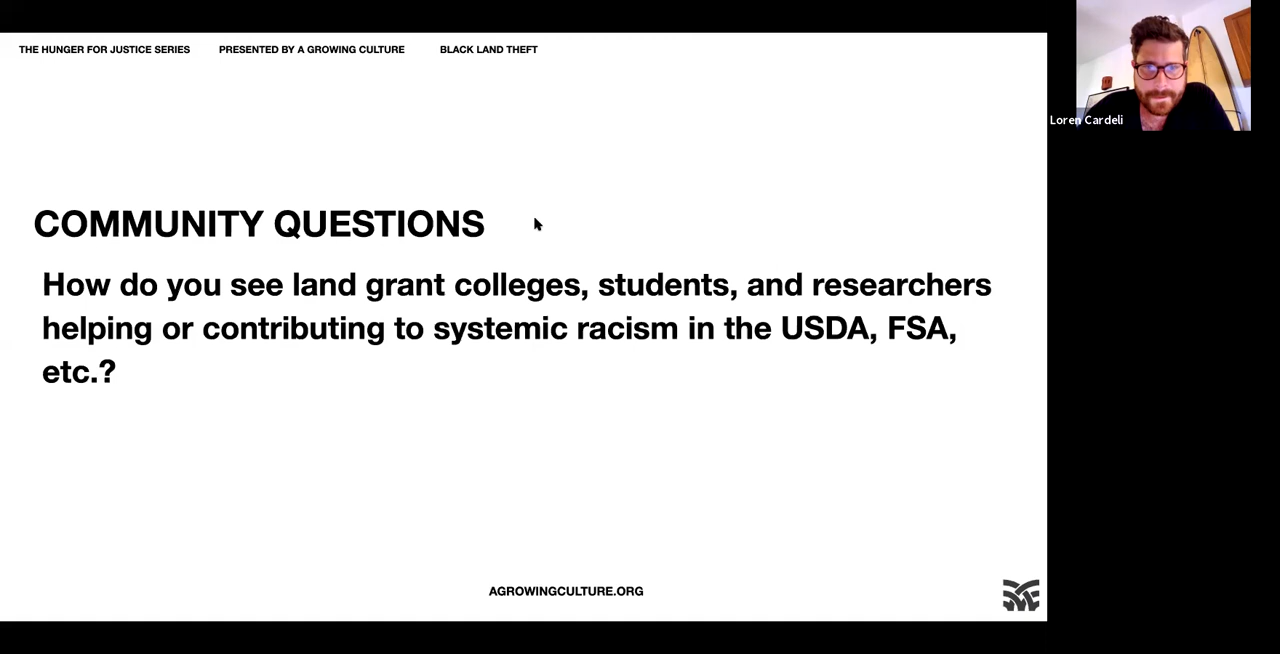 THE HUNGER FOR JUSTICE SERIES PRESENTED BY A GROWING CULTURE BLACK LAND THEFT
Loren Cardeli
COMMUNITY QUESTIONS
How do you see land grant colleges, students, and researchers
helping or contributing to systemic racism in the USDA, FSA,
etc.?
AGROWINGCULTURE.ORG